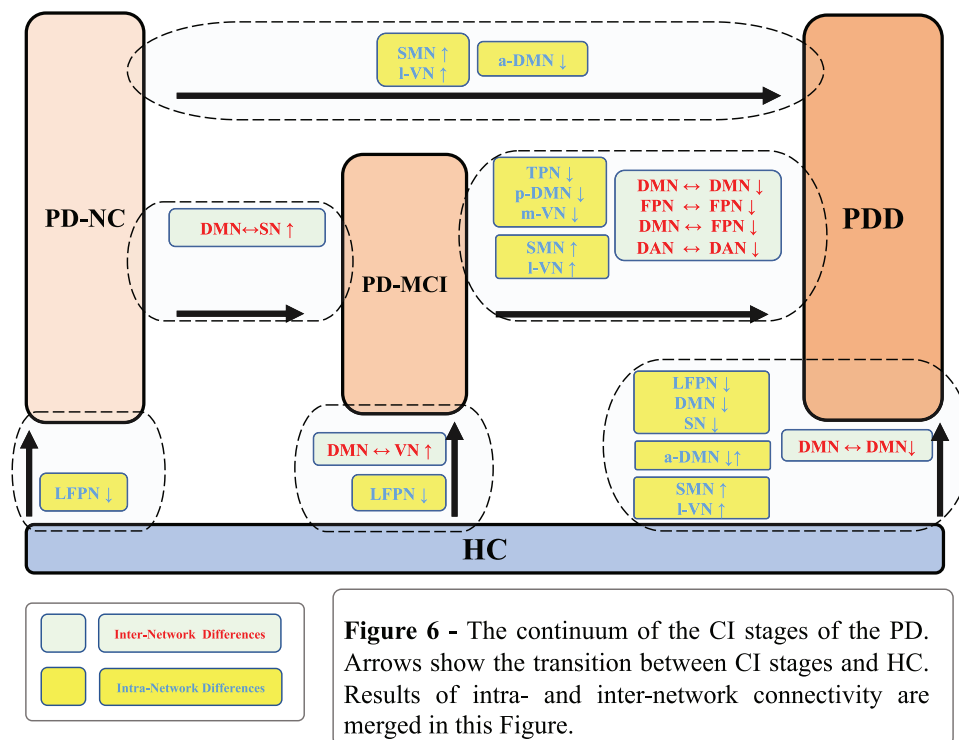 SMN ↑
l-VN ↑
a-DMN ↓
PD-NC
DMN↔SN ↑
PD-MCI
TPN ↓
p-DMN ↓
m-VN ↓
SMN ↑
l-VN ↑
DMN ↔ DMN ↓
FPN ↔ FPN ↓
DMN ↔ FPN ↓
DAN ↔ DAN ↓
PDD
LFPN ↓
DMN ↔ VN ↑
LFPN ↓
LFPN ↓
DMN ↓
SN ↓
a-DMN ↓↑
SMN ↑
l-VN ↑
DMN ↔ DMN↓
HC
Inter-Network Differences
Intra-Network Differences
Figure 6 - The continuum of the CI stages of the PD.
Arrows show the transition between CI stages and HC.
Results of intra- and inter-network connectivity are
merged in this Figure.